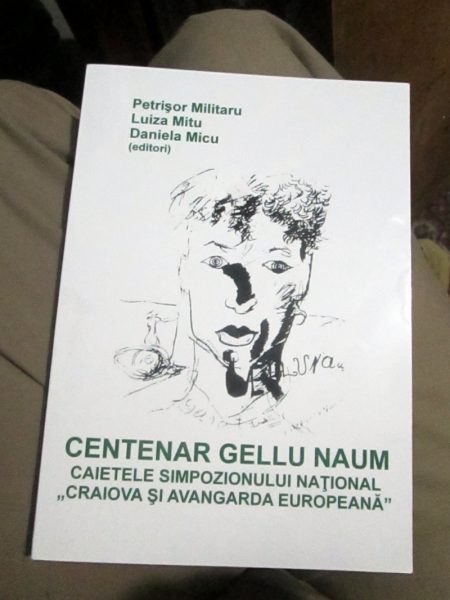 Petrişor Militaru
Luiza Mitu
Daniela Micu
(editori)
CENTENAR GELLU NAUM
CAIETELE SIMPOZIONULUI NAŢIONAL
„CRAIOVA ŞI AVANGARDA EUROPEANĂ”